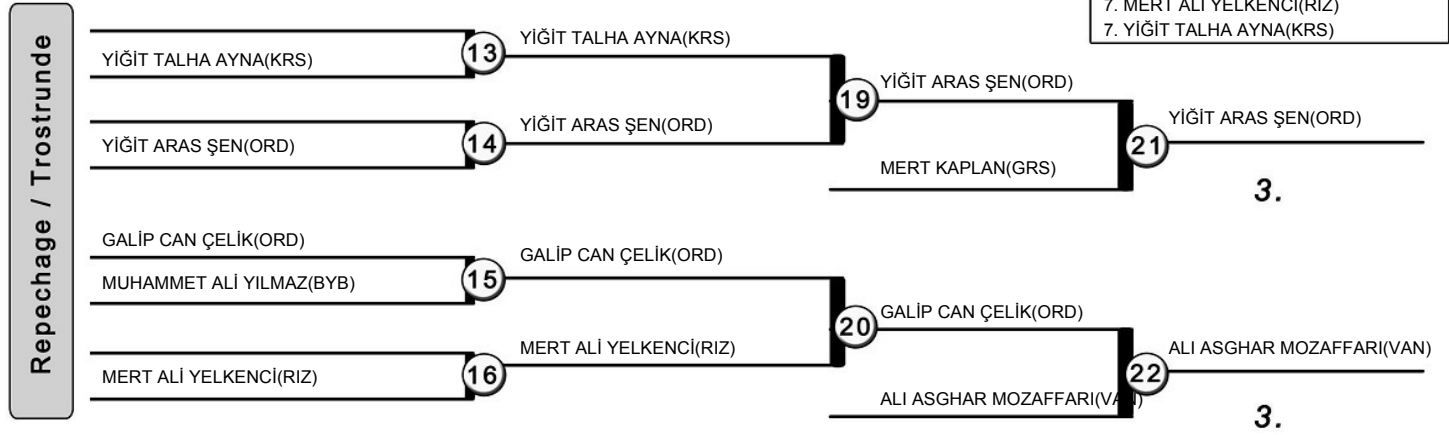 7. MERT ALİ YELKENCİ(RIZ)
7. YİĞİT TALHA AYNA(KRS)
Repechage / Trostrunde
YİĞİT TALHA AYNA(KRS)
13
YİĞİT TALHA AYNA(KRS)
YİĞİT ARAS ŞEN(ORD)
14
YİĞİT ARAS ŞEN(ORD)
19
YİĞİT ARAS ŞEN(ORD)
MERT KAPLAN(GRS)
21
YİĞİT ARAS ŞEN(ORD)
3.
GALİP CAN ÇELİK(ORD)
MUHAMMET ALİ YILMAZ(BYB)
15
GALİP CAN ÇELİK(ORD)
MERT ALİ YELKENCİ(RIZ)
16
MERT ALİ YELKENCİ(RIZ)
20
GALİP CAN ÇELİK(ORD)
ALI ASGHAR MOZAFFARI(VAN)
22
ALI ASGHAR MOZAFFARI(VAN)
3.